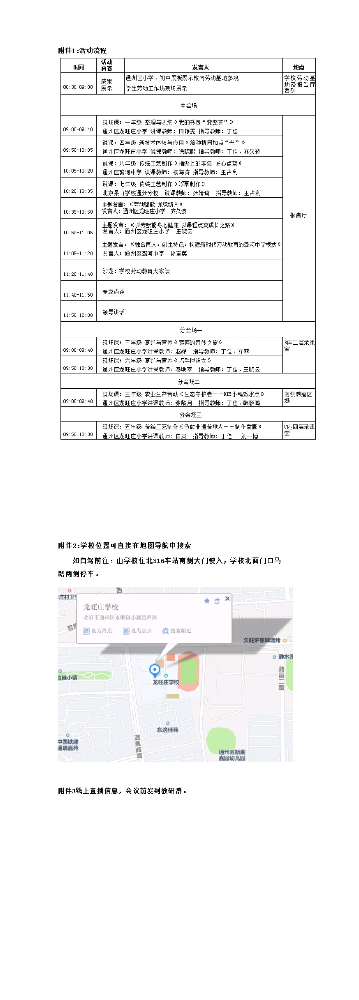 附件1:活动流程
时间
活动
内容
发言人
地点
08:30-09:00
成果
展示
通州区小学、初中展板展示校内劳动基地参观
学生劳动工作坊现场展示
学校劳动基
地及报告厅
西侧
主会场
09:00-09:40
现场课：一年级 整理与收纳《我的书包“变整齐”》
通州区龙旺庄小学 讲课教师：田静雯 指导教师：丁佳
09:50-10:05
说课：四年级 新技术体验与应用《给种植园加点“光”》
通州区龙旺庄小学 说课教师：徐晓鹏 指导教师：丁佳、齐久波
10:05-10:20
说课：八年级 传统工艺制作《指尖上的非遗-匠心点蓝》
通州区潞河中学 说课教师：杨海涛 指导教师：王占利
10:20-10:35
说课：七年级 传统工艺制作《浮票制作》
北京景山学校通州分校 说课教师：张婧琦 指导教师：王占利
10:35-10:50
主题发言：《劳动赋能 龙魂铸人》
发言人：通州区龙旺庄小学 齐久波
10:50-11:05
主题发言：《以劳赋能身心健康 以课程点亮成长之路》
发言人：通州区龙旺庄小学 王晓云
11:05-11:20
主题发言：《融合育人，创生特色：构建新时代劳动教育的潞河中学模式》
发言人：通州区潞河中学 孙宝英
11:20-11:40
沙龙：学校劳动教育大家谈
11:40-11:50
专家点评
11:50-12:00
领导讲话
报告厅
分会场一
09:00-09:40
现场课：三年级 烹饪与营养《蔬菜的奇妙之旅》
通州区龙旺庄小学讲课教师：赵昂 指导教师：丁佳、齐菲
B座二层录课
室
09:50-10:30
现场课：六年级 烹饪与营养《巧手捏祥龙》
通州区龙旺庄小学讲课教师：秦明萃 指导教师：丁佳、王晓云
分会场二
09:00-09:40
现场课：三年级 农业生产劳动《生态守护者——DIY小鸭戏水点》
通州区龙旺庄小学讲课教师：张龄月 指导教师：丁佳、韩璐鸣
南侧养殖区
域
分会场三
09:50-10:30
现场课：五年级 传统工艺制作《争做非遗传承人——制作香囊》
通州区龙旺庄小学讲课教师：白爽 指导教师：丁佳 刘一博
C座四层录课
室
附件2:学校位置可直接在地图导航中搜索
如自驾前往：由学校往北316车站南侧大门驶入，学校北面门口马
路两侧停车。
西
庄村卫
龙旺庄学校
北京市通州区永顺镇小潞邑西路
终 设为终点 起 设为起点 搜索附近
范焦
久旺炉原味烧烤
静水园
拉维小镇
龙旺庄学校
潞邑二路
东逸佳苑
中国铁建
通瑞嘉苑
潞邑西路
通州区新潮
嘉园幼儿园
附件3线上直播信息，会议前发到教研群。